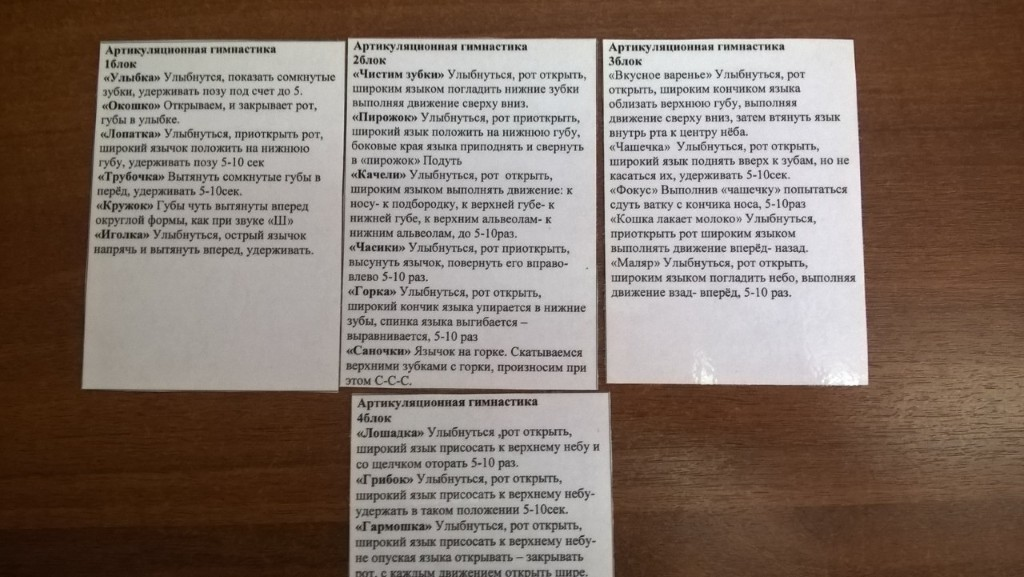 Артикуляционная гимнастика
1блок
«Улыбка» Улыбнутся, показать сомкнутые
зубки, удерживать позу под счет до 5.
«Окошко» Открываем, и закрывает рот,
губы в улыбке.
«Лопатка» Улыбнуться, приоткрыть рот,
широкий язычок положить на нижнюю
губу, удерживать позу 5-10 сек
«Трубочка» Вытянуть сомкнутые губы в
перёд, удерживать 5-10сек.
«Кружок» Губы чуть вытянуты вперед
округлой формы, как при звуке «Ш»
«Иголка» Улыбнуться, острый язычок
напрячь и вытянуть вперед, удерживать.
Артикуляционная гимнастика
2блок
«Чистим зубки» Улыбнуться, рот открыть,
широким языком погладить нижние зубки
выполняя движение сверху вниз.
«Пирожок» Улыбнуться, рот приоткрыть,
широкий язык положить на нижнюю губу,
боковые края языка приподнять и свернуть
в «пирожок» Подуть
«Качели» Улыбнуться, рот открыть,
широким языком выполнять движение: к
носу- к подбородку, к верхней губе- к
нижней губе, к верхним альвеолам- к
нижним альвеолам, до 5-10раз.
«Часики» Улыбнуться, рот приоткрыть,
высунуть язычок, повернуть его вправо-
влево 5-10 раз.
«Горка» Улыбнуться, рот открыть,
широкий кончик языка упирается в нижние
зубы, спинка языка выгибается –
выравнивается, 5-10 раз
«Саночки» Язычок на горке. Скатываемся
верхними зубками с горки, произносим при
этом С-С-С.
Артикуляционная гимнастика
3блок
«Вкусное варенье» Улыбнуться, рот
открыть, широким кончиком языка
облизать верхнюю губу, выполняя
движение сверху вниз, затем втянуть язык
внутрь рта к центру нёба.
«Чашечка» Улыбнуться, рот открыть,
широкий язык поднять вверх к зубам, но не
касаться их, удерживать 5-10сек.
«Фокус» Выполнив «чашечку» попытаться
сдуть ватку с кончика носа, 5-10раз
«Кошка лакает молоко» Улыбнуться,
приоткрыть рот широким языком
выполнять движение вперёд- назад.
«Маляр» Улыбнуться, рот открыть,
широким языком погладить небо, выполняя
движение взад- вперёд, 5-10 раз.
Артикуляционная гимнастика
4блок
«Лошадка» Улыбнуться ,рот открыть,
широкий язык присосать к верхнему небу и
со щелчком оторать 5-10 раз.
«Грибок» Улыбнуться, рот открыть,
широкий язык присосать к верхнему небу-
удержать в таком положении 5-10сек.
«Гармошка» Улыбнуться, рот открыть,
широкий язык присосать к верхнему небу-
не опуская языка открывать – закрывать
рот, с каждым движением открыть шире.